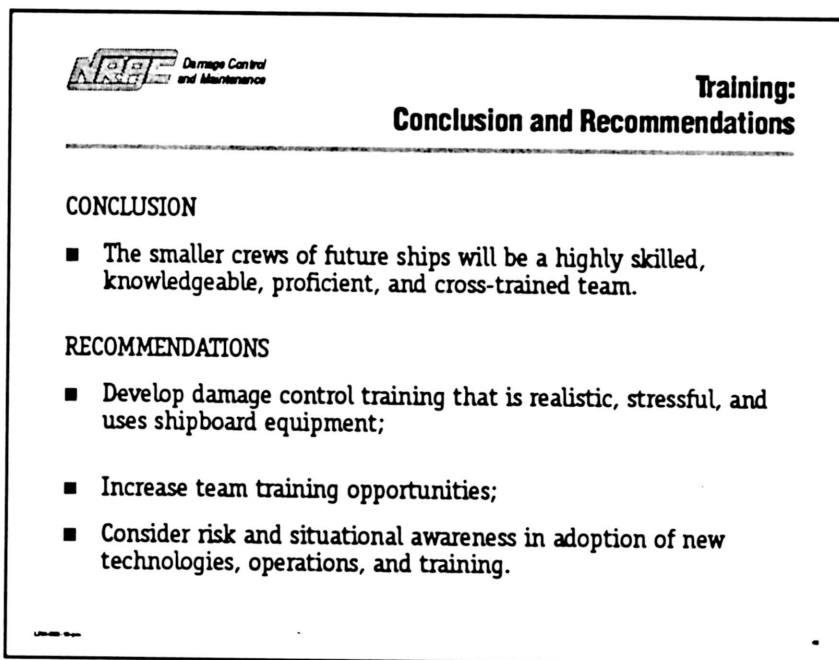 NRAC Damage Control
and Maintenance
Training:
Conclusion and Recommendations
CONCLUSION
■ The smaller crews of future ships will be a highly skilled,
knowledgeable, proficient, and cross-trained team.
RECOMMENDATIONS
■ Develop damage control training that is realistic, stressful, and
uses shipboard equipment;
■ Increase team training opportunities;
■ Consider risk and situational awareness in adoption of new
technologies, operations, and training.